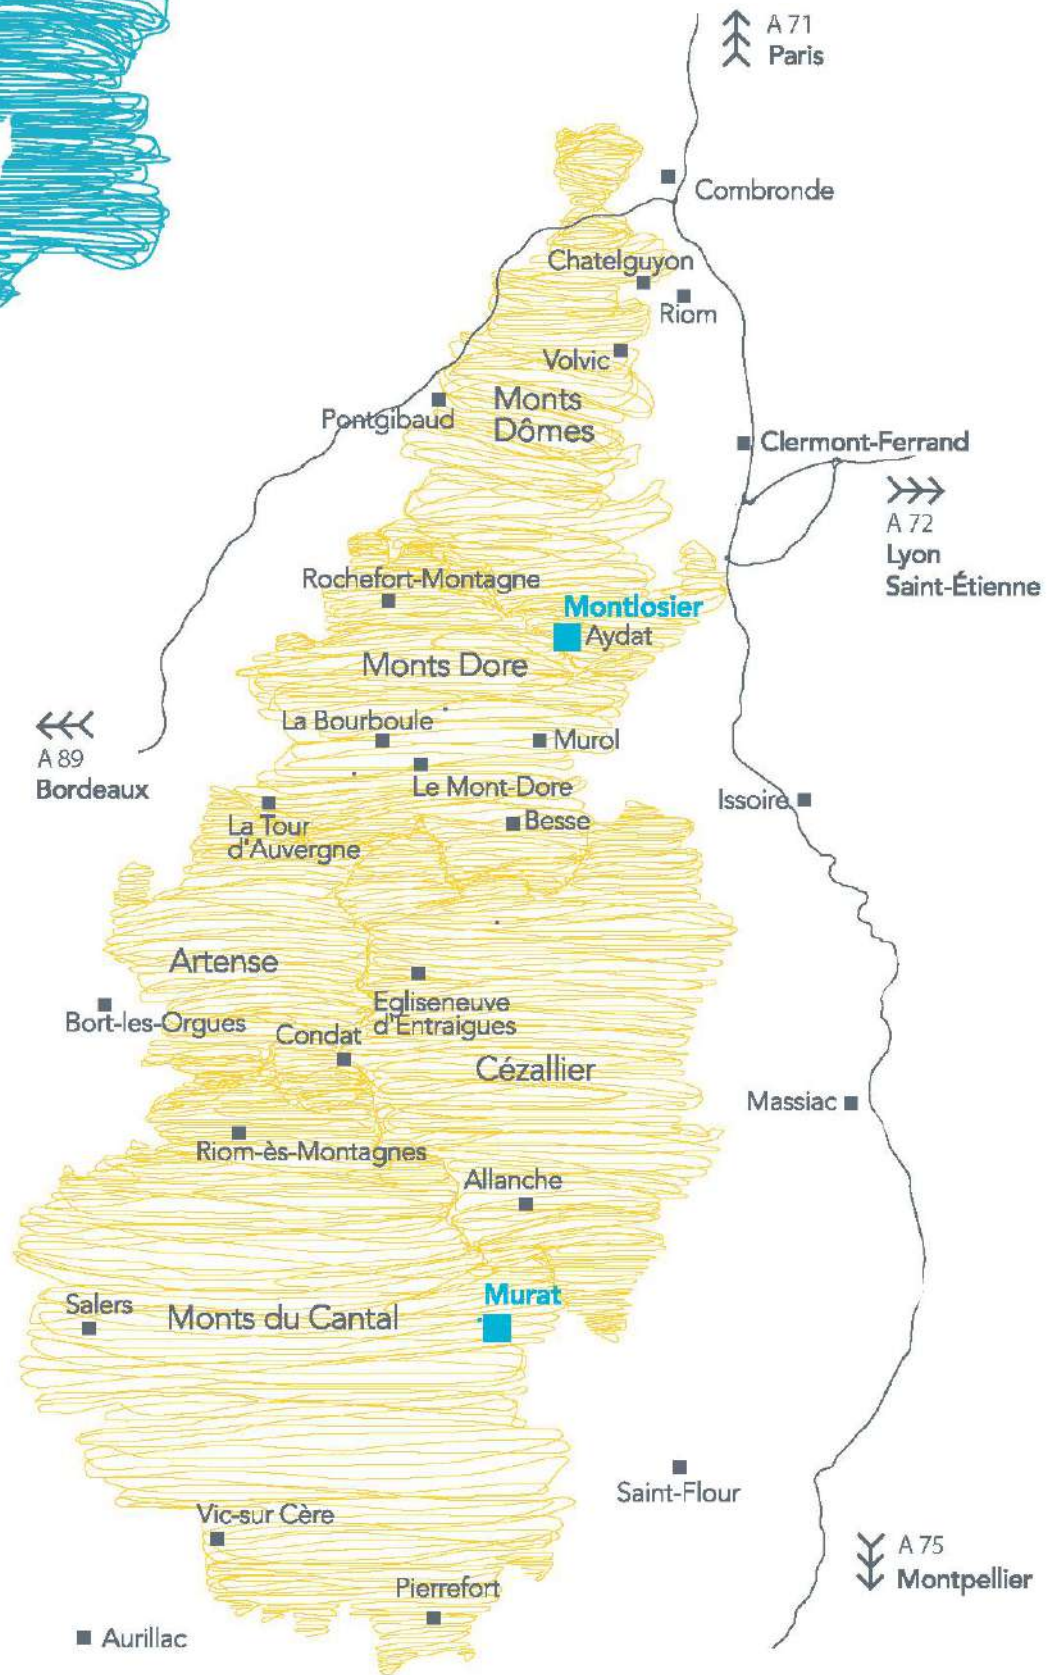 A 71
Paris
Combronde
Chatelguyon
Riom
Volvic
Monts
Dômes
Pontgibaud
Clermont-Ferrand
A 72
Lyon
Saint-Étienne
Rochefort-Montagne
Montlosier
Aydat
Monts Dore
La Bourboule
Murol
A 89
Bordeaux
Le Mont-Dore
Issoire
La Tour
d'Auvergne
Besse
Artense
Egliseneuve
d'Entraigues
Bort-les-Orgues
Condat
Cézallier
Massiac
Riom-ès-Montagnes
Allanche
Murat
Salers
Monts du Cantal
Saint-Flour
Vic-sur Cère
A 75
Montpellier
Pierrefort
Aurillac